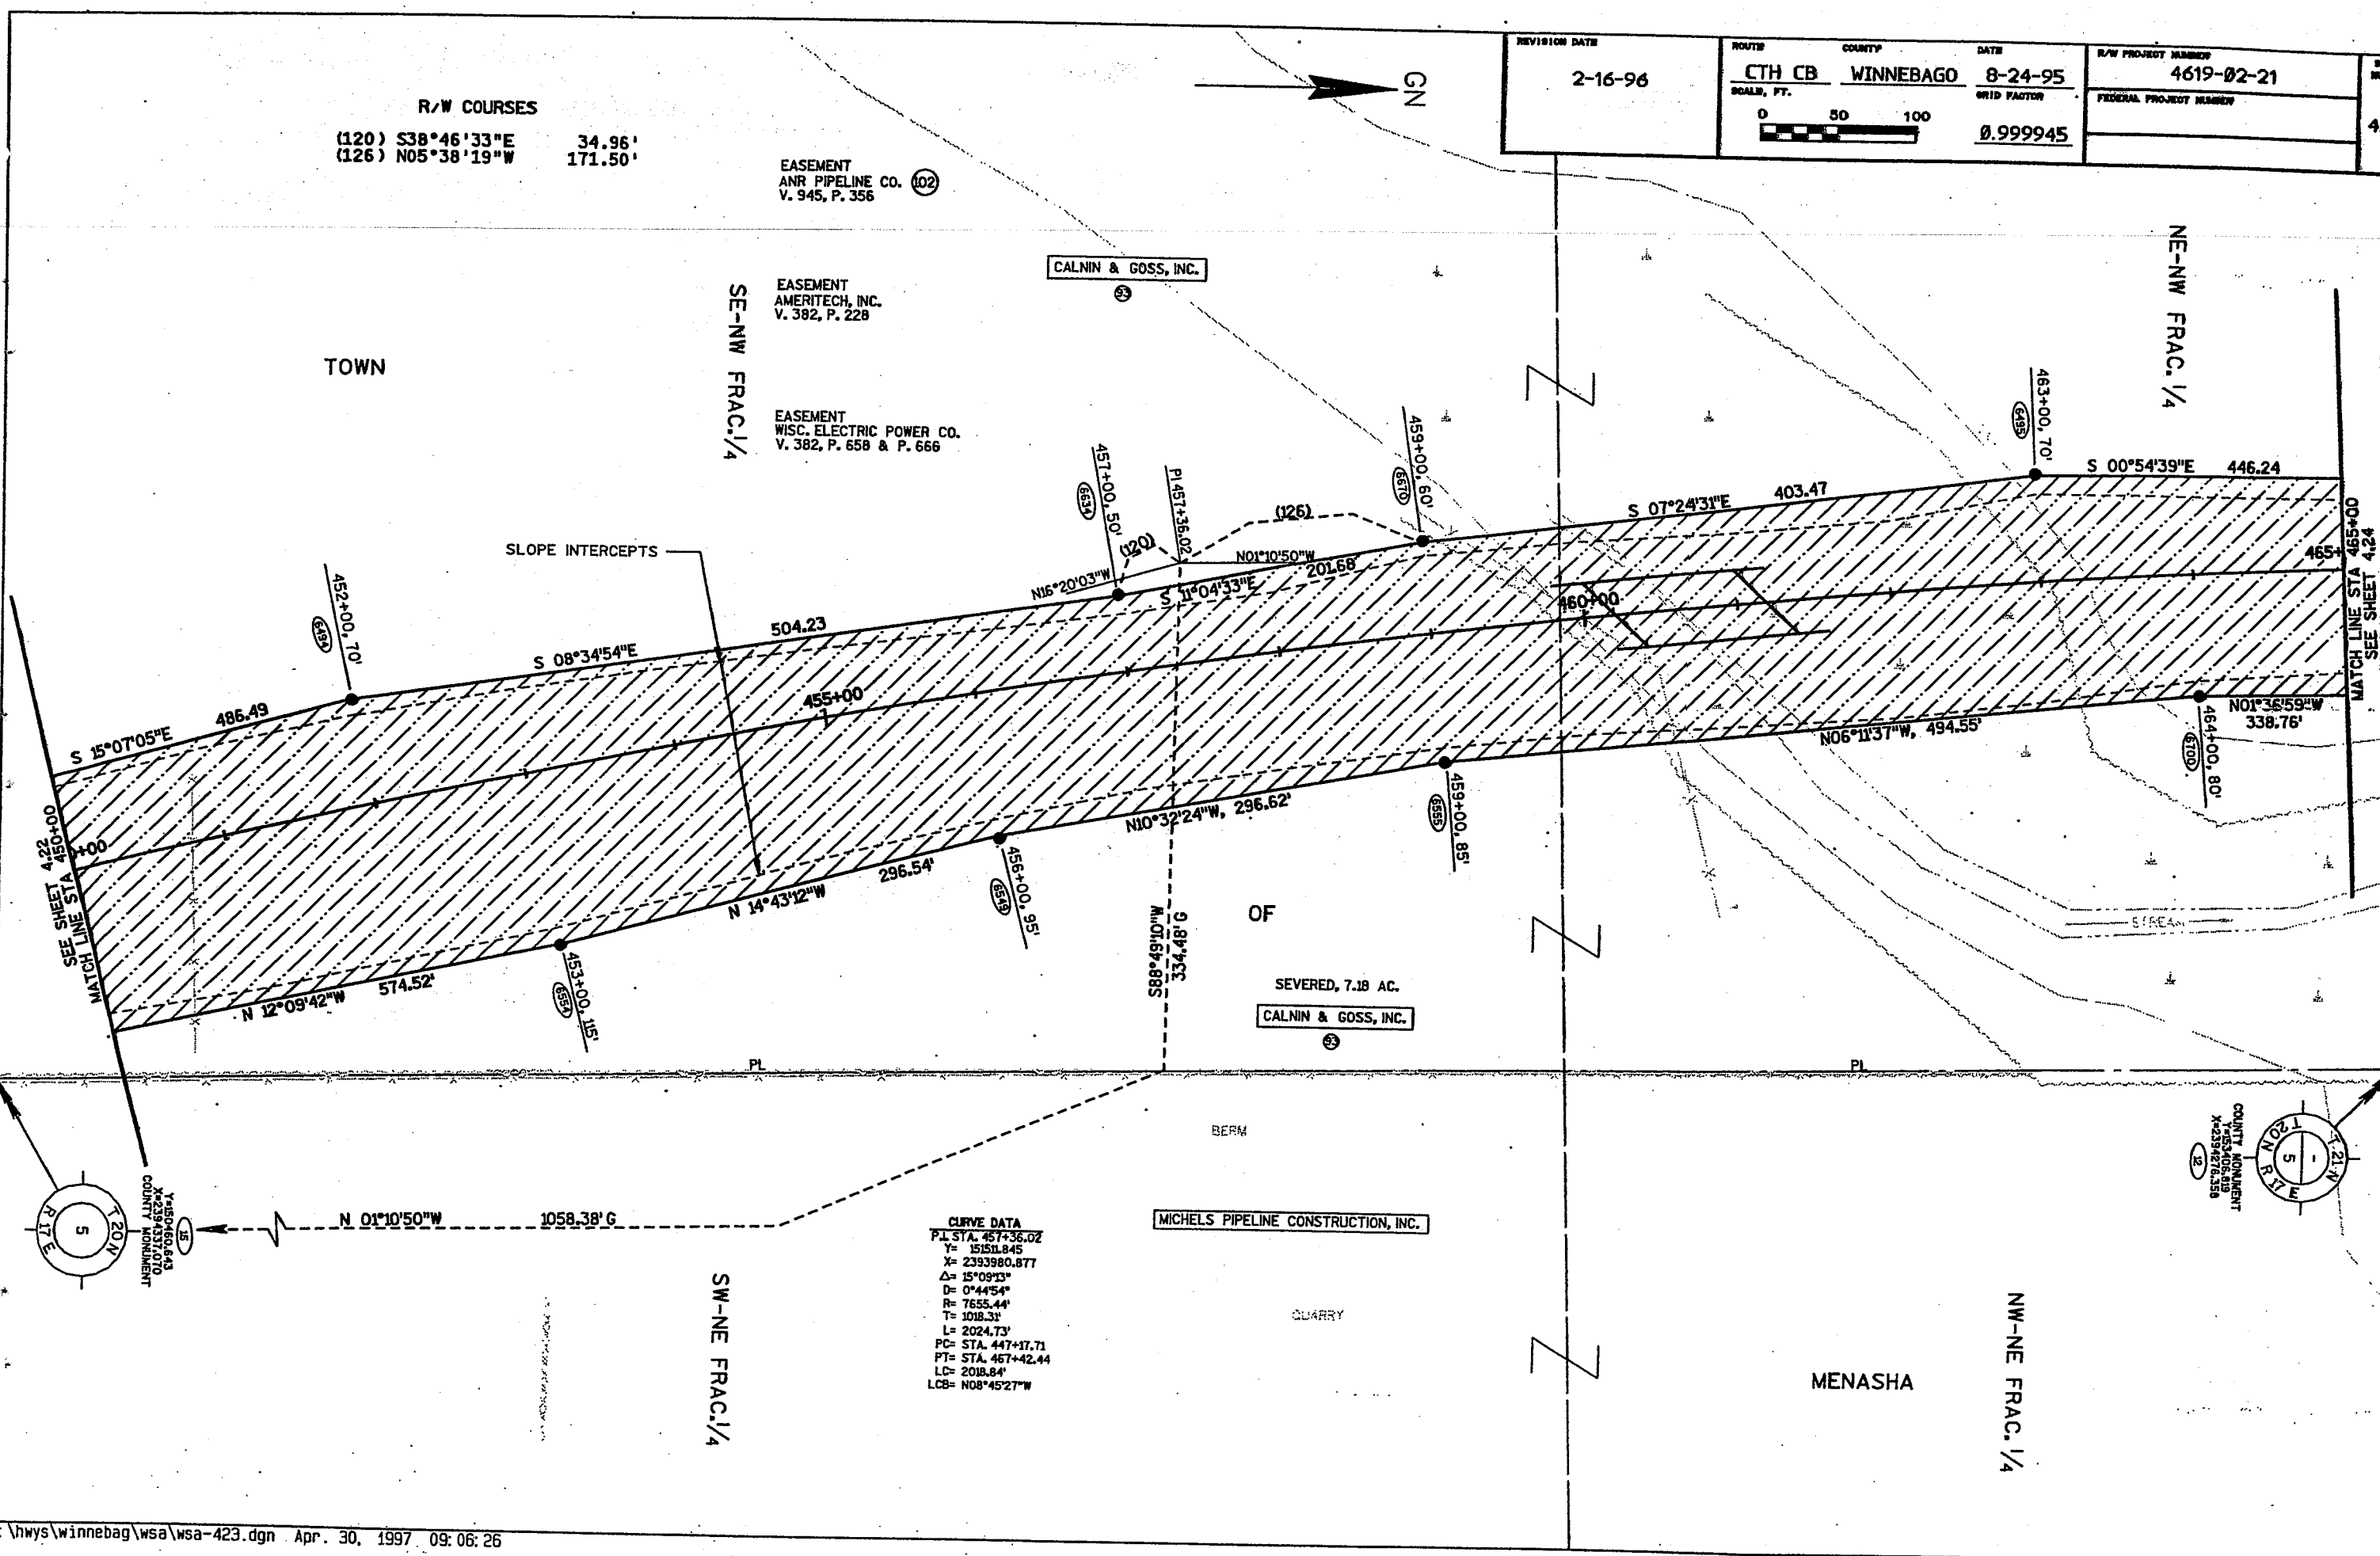 REVISION DATE
2-16-96
ROUTE
CTH CB
COUNTY
WINNEBAGO
DATE
8-24-95
SCALE, FT.
0 50 100
GRID FACTOR
0.999945
R/W PROJECT NUMBER
4619-02-21
FEDERAL PROJECT NUMBER
GN
R/W COURSES
(120) S38°46'33"E 34.96'
(126) N05°38'19"W 171.50'
EASEMENT
ANR PIPELINE CO. 102
V. 945, P. 356
EASEMENT
AMERITECH, INC.
V. 382, P. 228
EASEMENT
WISC. ELECTRIC POWER CO.
V. 382, P. 658 & P. 666
CALNIN & GOSS, INC.
93
TOWN
SE-NW FRAC.1/4
NE-NW FRAC. 1/4
SLOPE INTERCEPTS
452+00, 70'
6494
457+00, 50'
6634
PI 457+36.02
459+00, 60'
6670
463+00, 70'
6495
(120)
(126)
N16°20'03"W
N01°10'50"W
S 15°07'05"E 486.49
S 08°34'54"E 504.23
S 11°04'33"E 201.68
S 07°24'31"E 403.47
S 00°54'39"E 446.24
455+00
460+00
465+
MATCH LINE STA 465+00
SEE SHEET 4.24
SEE SHEET 4.22
MATCH LINE STA 450+00
+00
N 12°09'42"W 574.52'
N 14°43'12"W 296.54'
N10°32'24"W, 296.62'
N06°11'37"W, 494.55'
N01°36'59"W
338.76'
453+00, 115'
6554
456+00, 95'
6549
459+00, 85'
6555
464+00, 80'
6700
S88°49'10"W
334.48' G
OF
SEVERED, 7.18 AC.
CALNIN & GOSS, INC.
93
STREAM
PL
PL
BERM
MICHELS PIPELINE CONSTRUCTION, INC.
QUARRY
MENASHA
SW-NE FRAC.1/4
NW-NE FRAC. 1/4
N 01°10'50"W 1058.38' G
15
Y=150460.643
X=2394337.070
COUNTY MONUMENT
T 20N
5
R 17E
COUNTY MONUMENT
Y=153406.819
X=2394276.358
12
T 21 N
T 20 N
5
R 17 E
CURVE DATA
P.I. STA. 457+36.02
Y= 151511.845
X= 2393980.877
Δ= 15°09'13"
D= 0°44'54"
R= 7655.44'
T= 1018.31'
L= 2024.73'
PC= STA. 447+17.71
PT= STA. 467+42.44
LC= 2018.84'
LCB= N08°45'27"W
:\hwys\winnebag\wsa\wsa-423.dgn Apr. 30, 1997 09:06:26